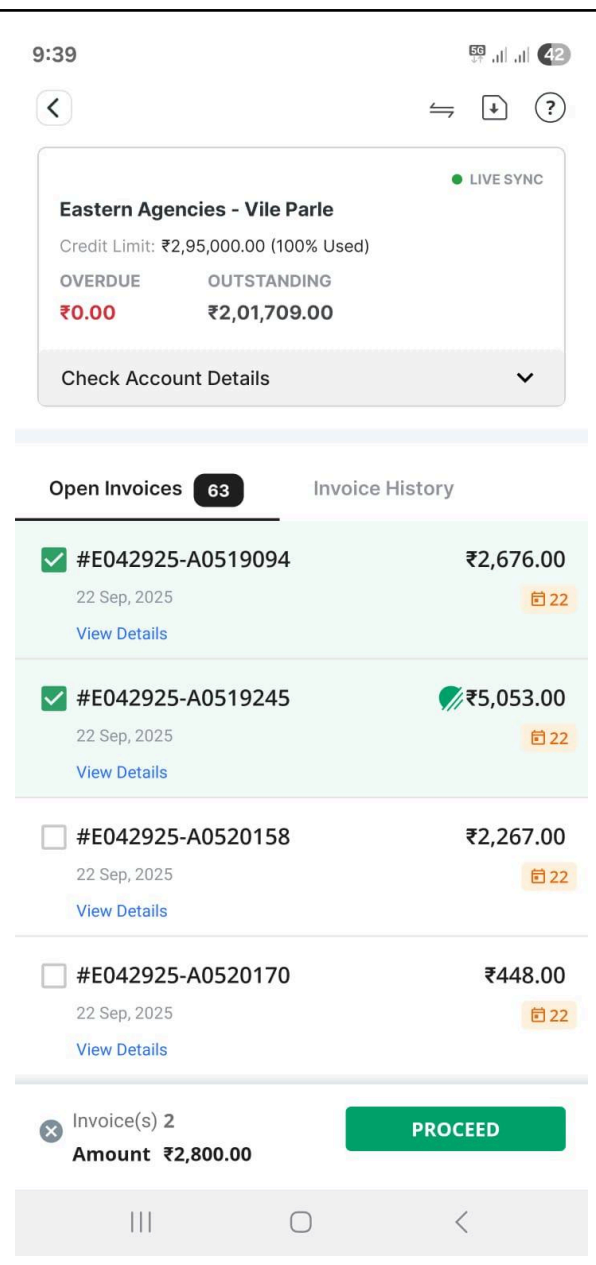 9:39 5G 42
LIVE SYNC
Eastern Agencies - Vile Parle
Credit Limit: ₹2,95,000.00 (100% Used)
OVERDUE OUTSTANDING
₹0.00 ₹2,01,709.00
Check Account Details
Open Invoices 63 Invoice History
#E042925-A0519094 ₹2,676.00
22 Sep, 2025 22
View Details
#E042925-A0519245 ₹5,053.00
22 Sep, 2025 22
View Details
#E042925-A0520158 ₹2,267.00
22 Sep, 2025 22
View Details
#E042925-A0520170 ₹448.00
22 Sep, 2025 22
View Details
Invoice(s) 2 PROCEED
Amount ₹2,800.00